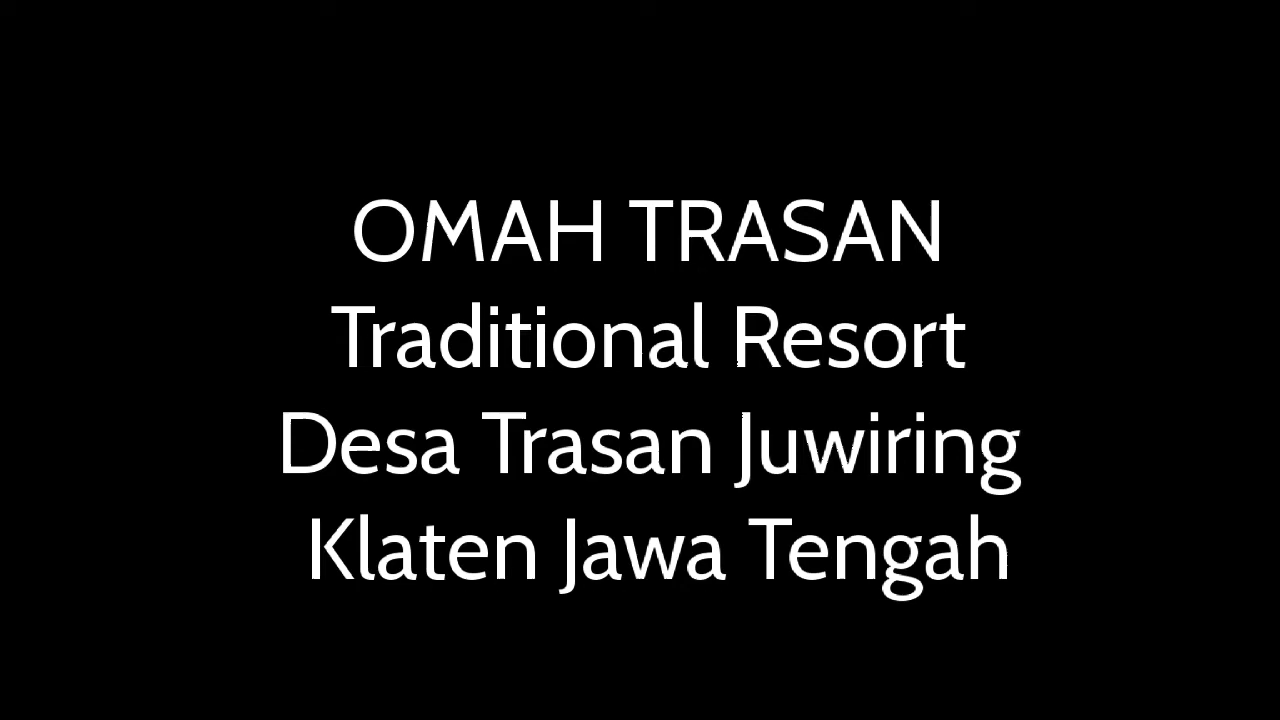 OMAH TRASAN
Traditional Resort
Desa Trasan Juwiring
Klaten Jawa Tengah